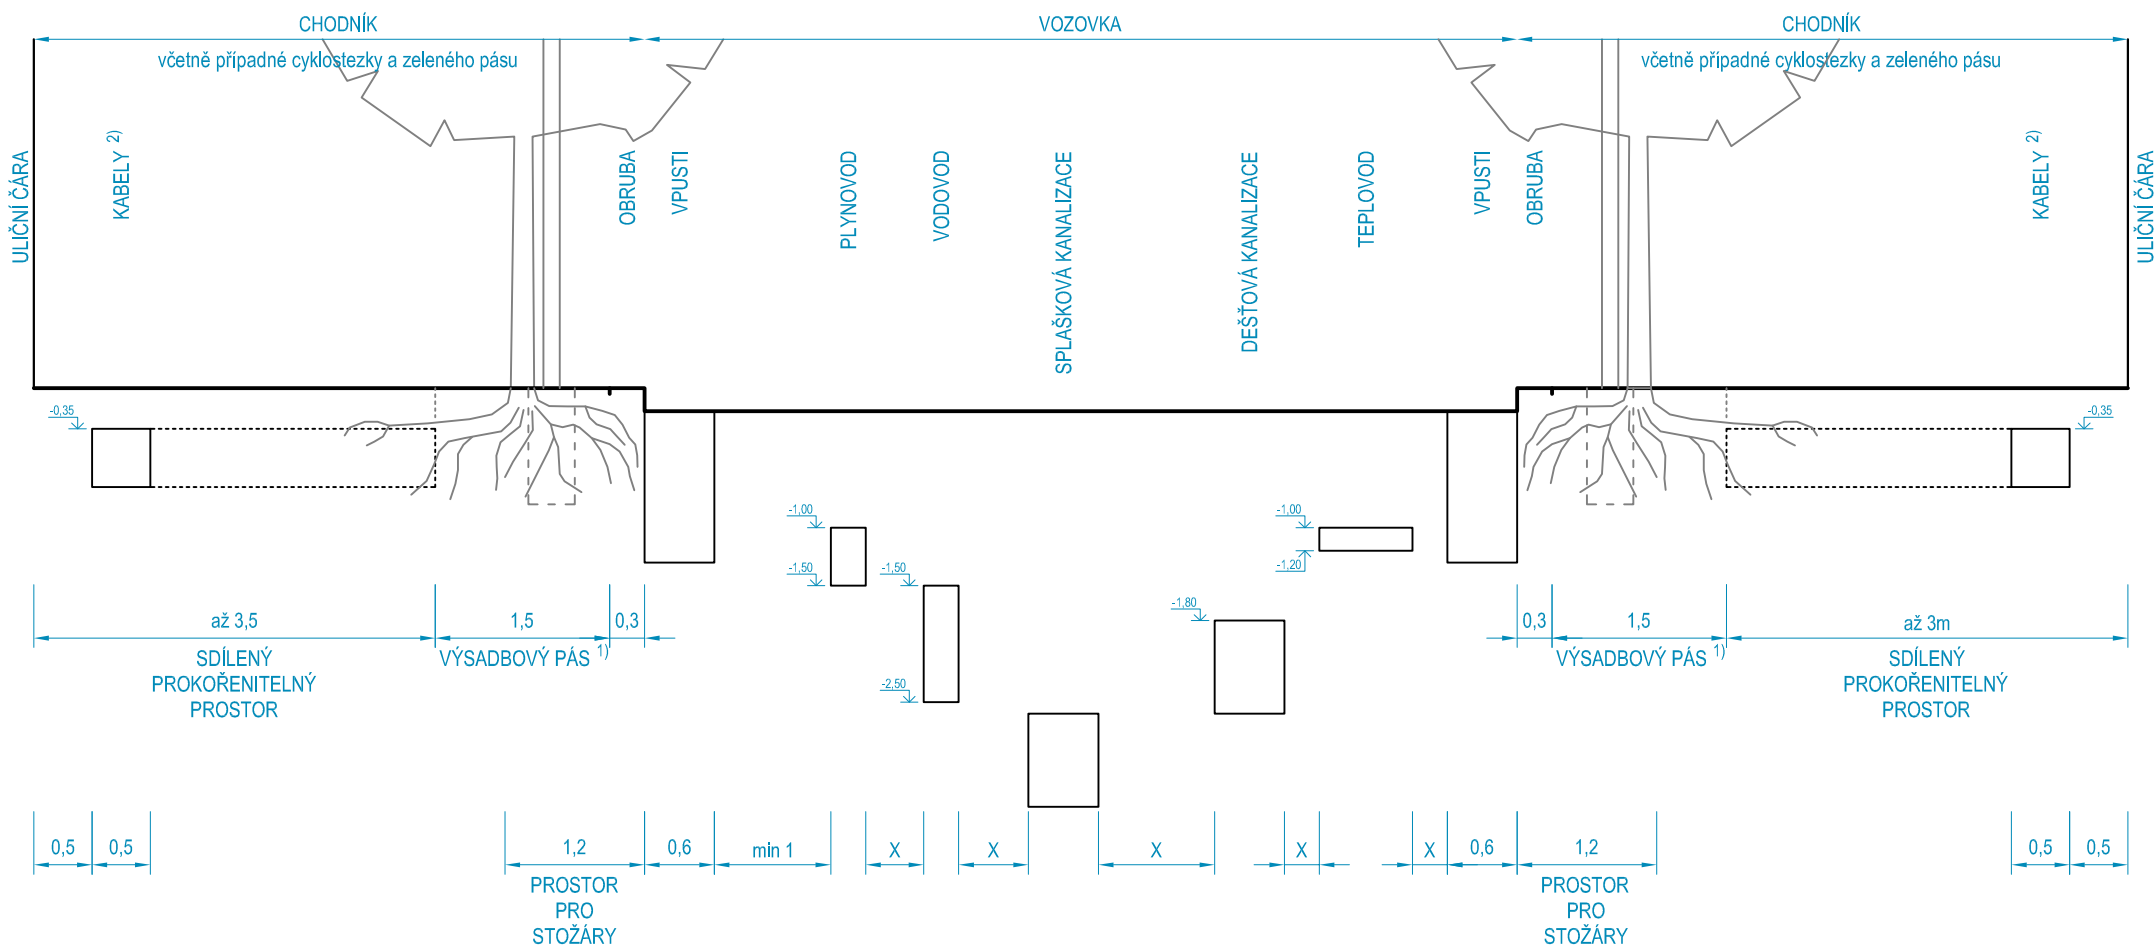 CHODNÍK
VOZOVKA
CHODNÍK
včetně případné cyklostezky a zeleného pásu
včetně případné cyklostezky a zeleného pásu
ULIČNÍ ČÁRA
KABELY 2)
OBRUBA
VPUSTI
PLYNOVOD
VODOVOD
SPLAŠKOVÁ KANALIZACE
DEŠŤOVÁ KANALIZACE
TEPLOVOD
VPUSTI
OBRUBA
KABELY 2)
ULIČNÍ ČÁRA
-0,35
-0,35
-1,00
-1,00
-1,50
-1,50
-1,20
-1,80
-2,50
až 3,5
1,5
0,3
0,3
1,5
až 3m
SDÍLENÝ
PROKOŘENITELNÝ
PROSTOR
VÝSADBOVÝ PÁS 1)
VÝSADBOVÝ PÁS 1)
SDÍLENÝ
PROKOŘENITELNÝ
PROSTOR
0,5
0,5
1,2
0,6
min 1
X
X
X
X
X
0,6
1,2
0,5
0,5
PROSTOR
PRO
STOŽÁRY
PROSTOR
PRO
STOŽÁRY